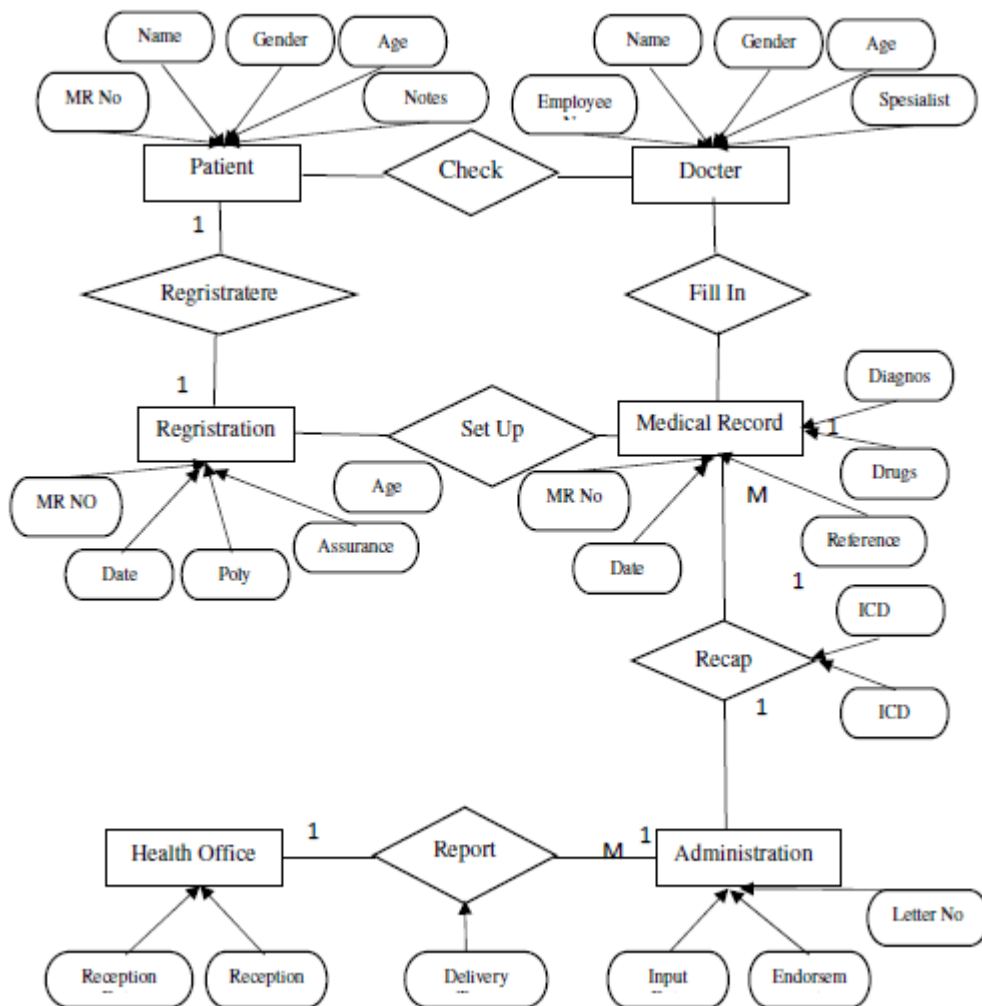 Name
Gender
Age
Name
Gender
Age
MR No
Notes
Employee
Spesialist
Patient
Check
Docter
1
Regristratere
Fill In
1
Diagnos
Regristration
Set Up
Medical Record
1
Age
Drugs
MR NO
MR No
M
Assurance
Reference
Date
Poly
Date
1
ICD
Recap
1
ICD
1
1
M
Health Office
Report
Administration
Letter No
Reception
Reception
Delivery
Input
Endorsem